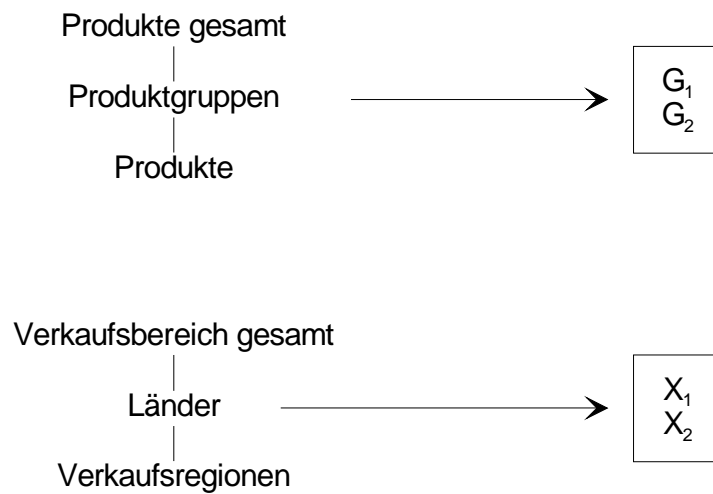 Produkte gesamt
Produktgruppen
G₁
G₂
Produkte
Verkaufsbereich gesamt
Länder
X₁
X₂
Verkaufsregionen